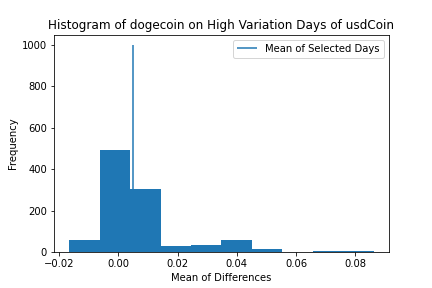 Histogram of dogecoin on High Variation Days of usdCoin
Mean of Selected Days
1000
800
600
400
200
0
Frequency
−0.02 0.00 0.02 0.04 0.06 0.08
Mean of Differences